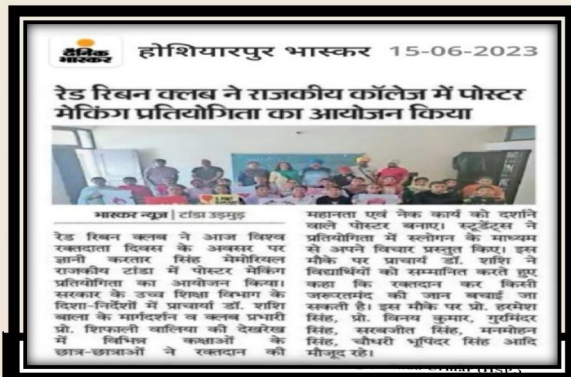 दैनिक भास्कर
होशियारपुर भास्कर 15-06-2023
रेड रिबन क्लब ने राजकीय कॉलेज में पोस्टर
मेकिंग प्रतियोगिता का आयोजन किया
भास्कर न्यूज | टांडा उड़मुड़
रेड रिबन क्लब ने आज विश्व
रक्तदाता दिवस के अवसर पर
ज्ञानी करतार सिंह मेमोरियल
राजकीय टांडा में पोस्टर मेकिंग
प्रतियोगिता का आयोजन किया।
सरकार के उच्च शिक्षा विभाग के
दिशा-निर्देशों में प्राचार्या डॉ. शशि
बाला के मार्गदर्शन व क्लब प्रभारी
प्रो. शिफाली वालिया की देखरेख
में विभिन्न कक्षाओं के
छात्र-छात्राओं ने रक्तदान की
महानता एवं नेक कार्य को दर्शाने
वाले पोस्टर बनाए। स्टूडेंट्स ने
प्रतियोगिता में स्लोगन के माध्यम
से अपने विचार प्रस्तुत किए। इस
मौके पर प्राचार्य डॉ. शशि ने
विद्यार्थियों को सम्मानित करते हुए
कहा कि रक्तदान कर किसी
जरूरतमंद की जान बचाई जा
सकती है। इस मौके पर प्रो. हरमेश
सिंह, प्रो. विनय कुमार, गुरमिंदर
सिंह, सरबजीत सिंह, मनमोहन
सिंह, चौधरी भूपिंदर सिंह आदि
मौजूद रहे।